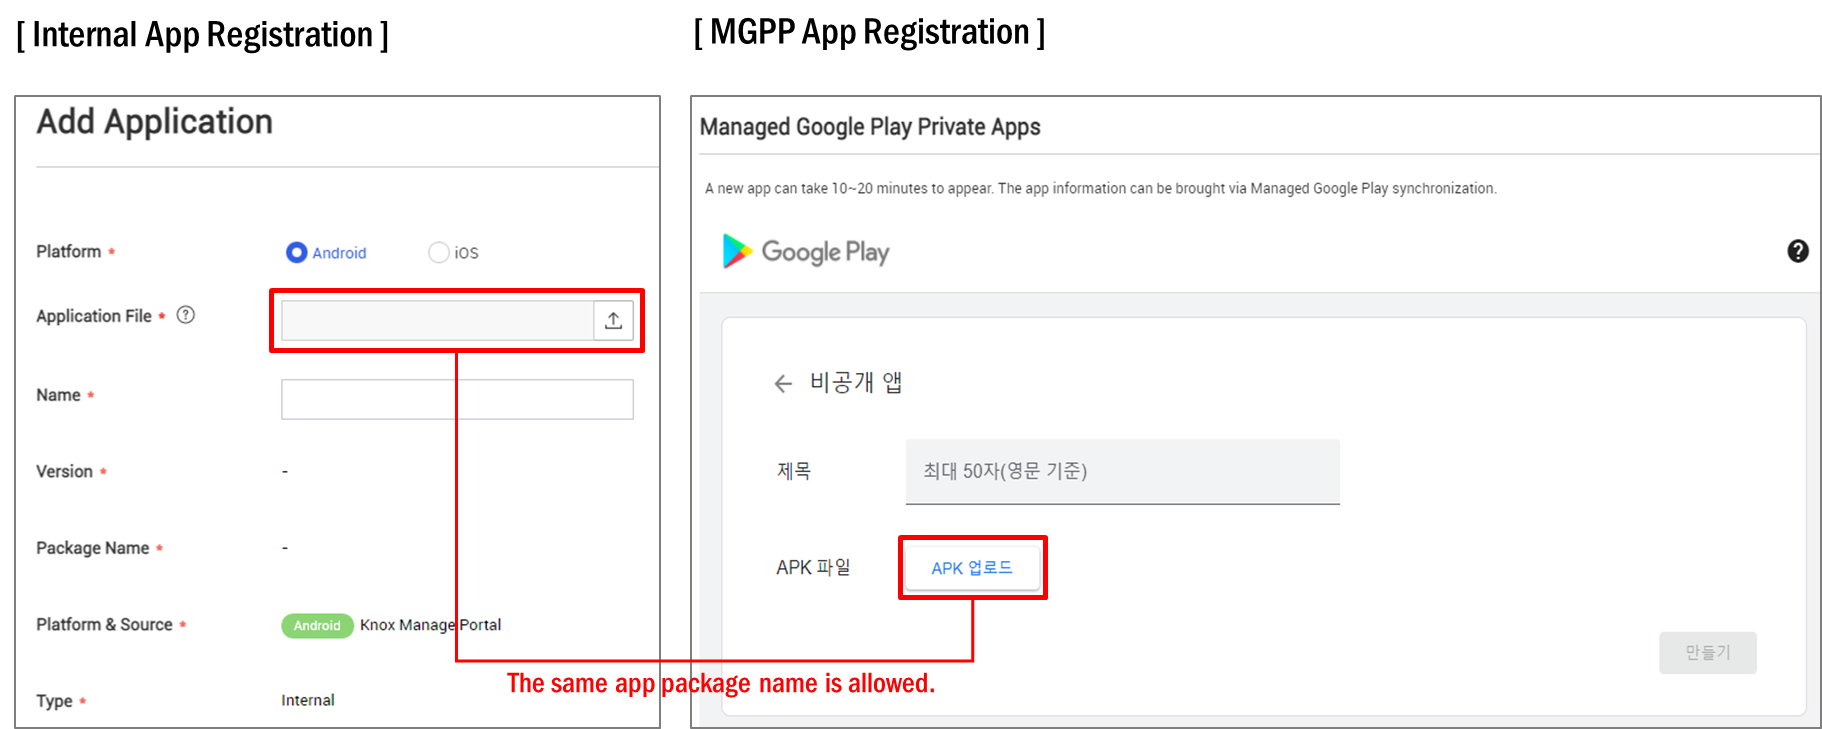 [ Internal App Registration ]
[ MGPP App Registration ]
Add Application
Platform *
Android
iOS
Application File *
?
Name *
Version *
-
Package Name *
-
Platform & Source *
Android
Knox Manage Portal
Type *
Internal
Managed Google Play Private Apps
A new app can take 10~20 minutes to appear. The app information can be brought via Managed Google Play synchronization.
Google Play
?
비공개 앱
제목
최대 50자(영문 기준)
APK 파일
APK 업로드
만들기
The same app package name is allowed.